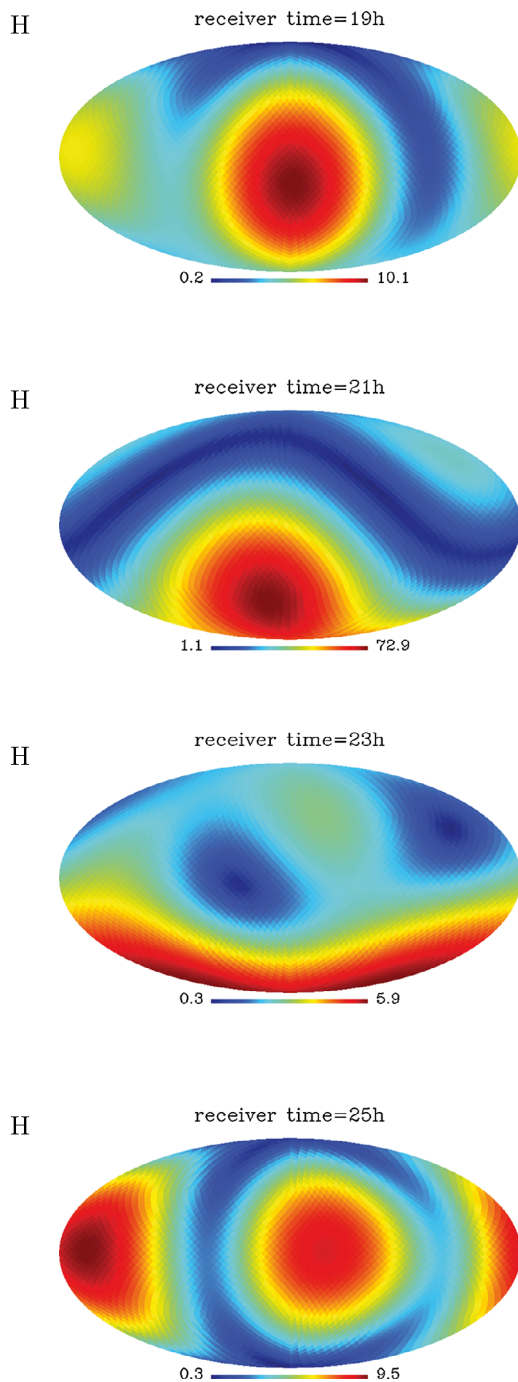 H
receiver time=19h
0.2 10.1
H
receiver time=21h
1.1 72.9
H
receiver time=23h
0.3 5.9
H
receiver time=25h
0.3 9.5